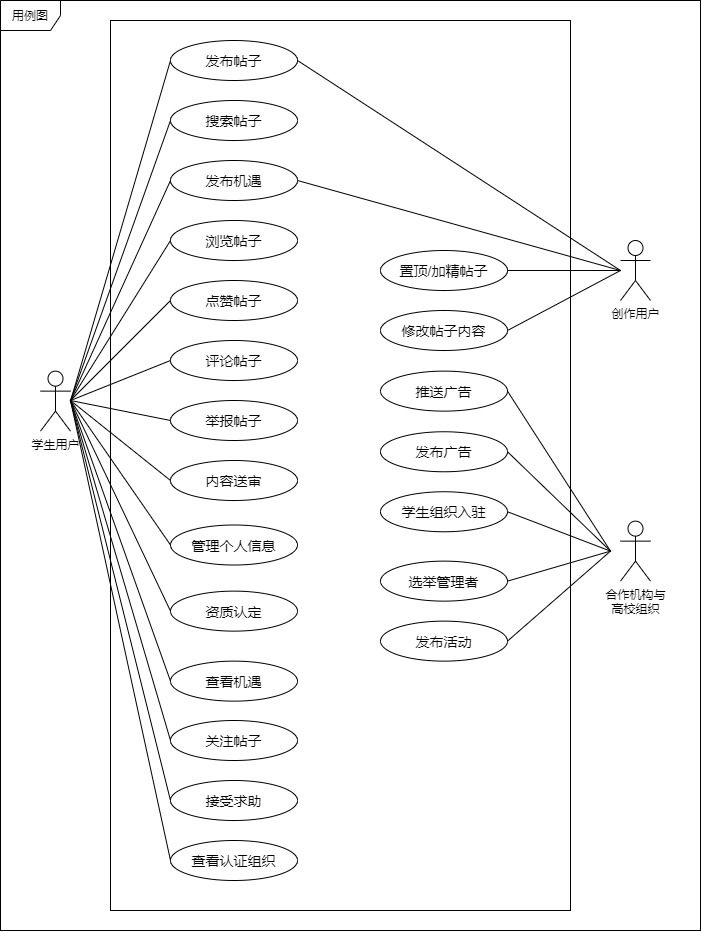 用例图
发布帖子
搜索帖子
发布机遇
浏览帖子
点赞帖子
评论帖子
举报帖子
内容送审
管理个人信息
资质认定
查看机遇
关注帖子
接受求助
查看认证组织
学生用户
置顶/加精帖子
修改帖子内容
推送广告
发布广告
学生组织入驻
选举管理者
发布活动
创作用户
合作机构与
高校组织